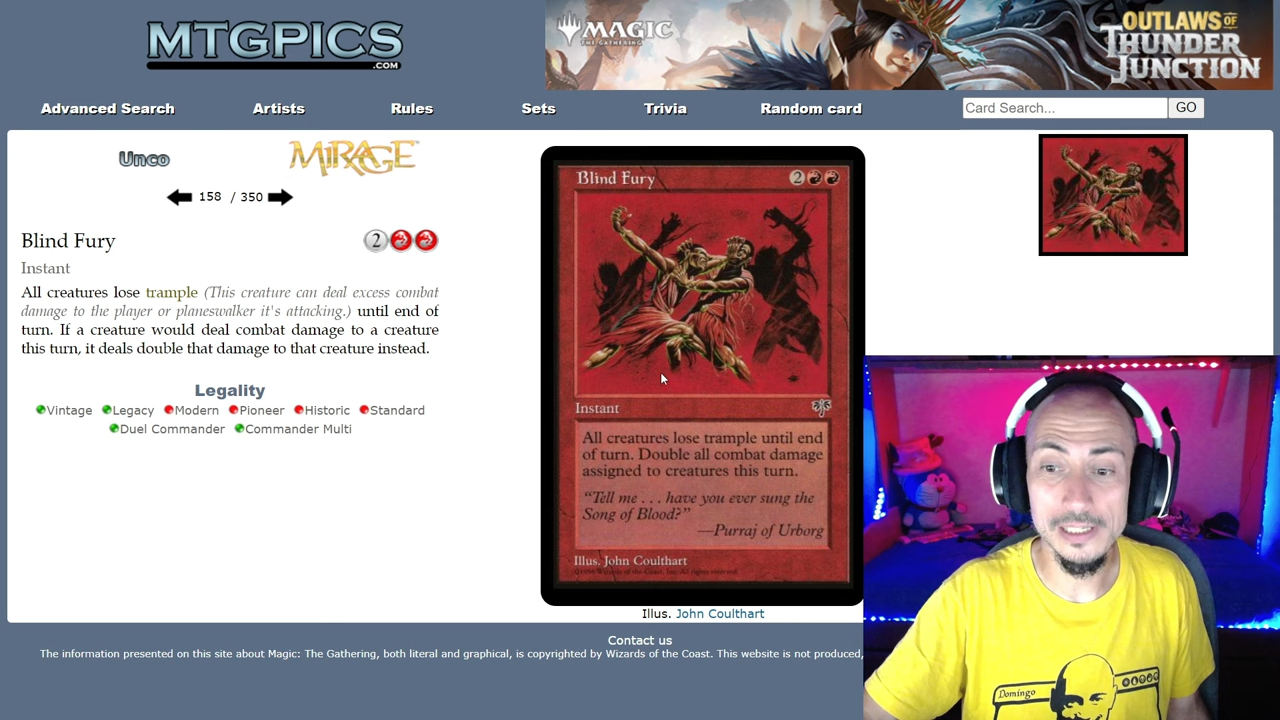 MTGPICS
.COM
MAGIC
THE GATHERING
OUTLAWS OF
THUNDER
JUNCTION
Advanced Search
Artists
Rules
Sets
Trivia
Random card
Card Search...
GO
Unco
MIRAGE
158 / 350
Blind Fury
2
Instant
All creatures lose trample (This creature can deal excess combat
damage to the player or planeswalker it's attacking.) until end of
turn. If a creature would deal combat damage to a creature
this turn, it deals double that damage to that creature instead.
Legality
Vintage Legacy Modern Pioneer Historic Standard
Duel Commander Commander Multi
Blind Fury
2
Instant
All creatures lose trample until end
of turn. Double all combat damage
assigned to creatures this turn.
“Tell me . . . have you ever sung the
Song of Blood?”
—Purraj of Urborg
Illus. John Coulthart
Illus. John Coulthart
Contact us
The information presented on this site about Magic: The Gathering, both literal and graphical, is copyrighted by Wizards of the Coast. This website is not produced,
Domingo